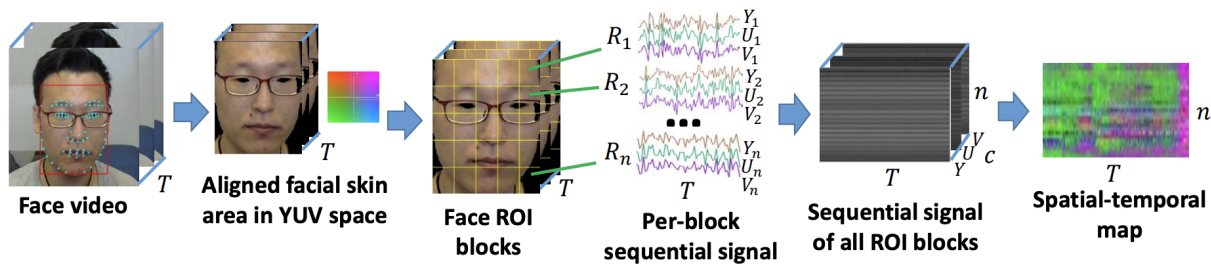 T
Face video
T
Aligned facial skin
area in YUV space
R₁
R₂
Rₙ
T
Face ROI
blocks
Y₁
U₁
V₁
Y₂
U₂
V₂
...
Yₙ
Uₙ
Vₙ
T
Per-block
sequential signal
n
V
U
Y
C
T
Sequential signal
of all ROI blocks
n
T
Spatial-temporal
map